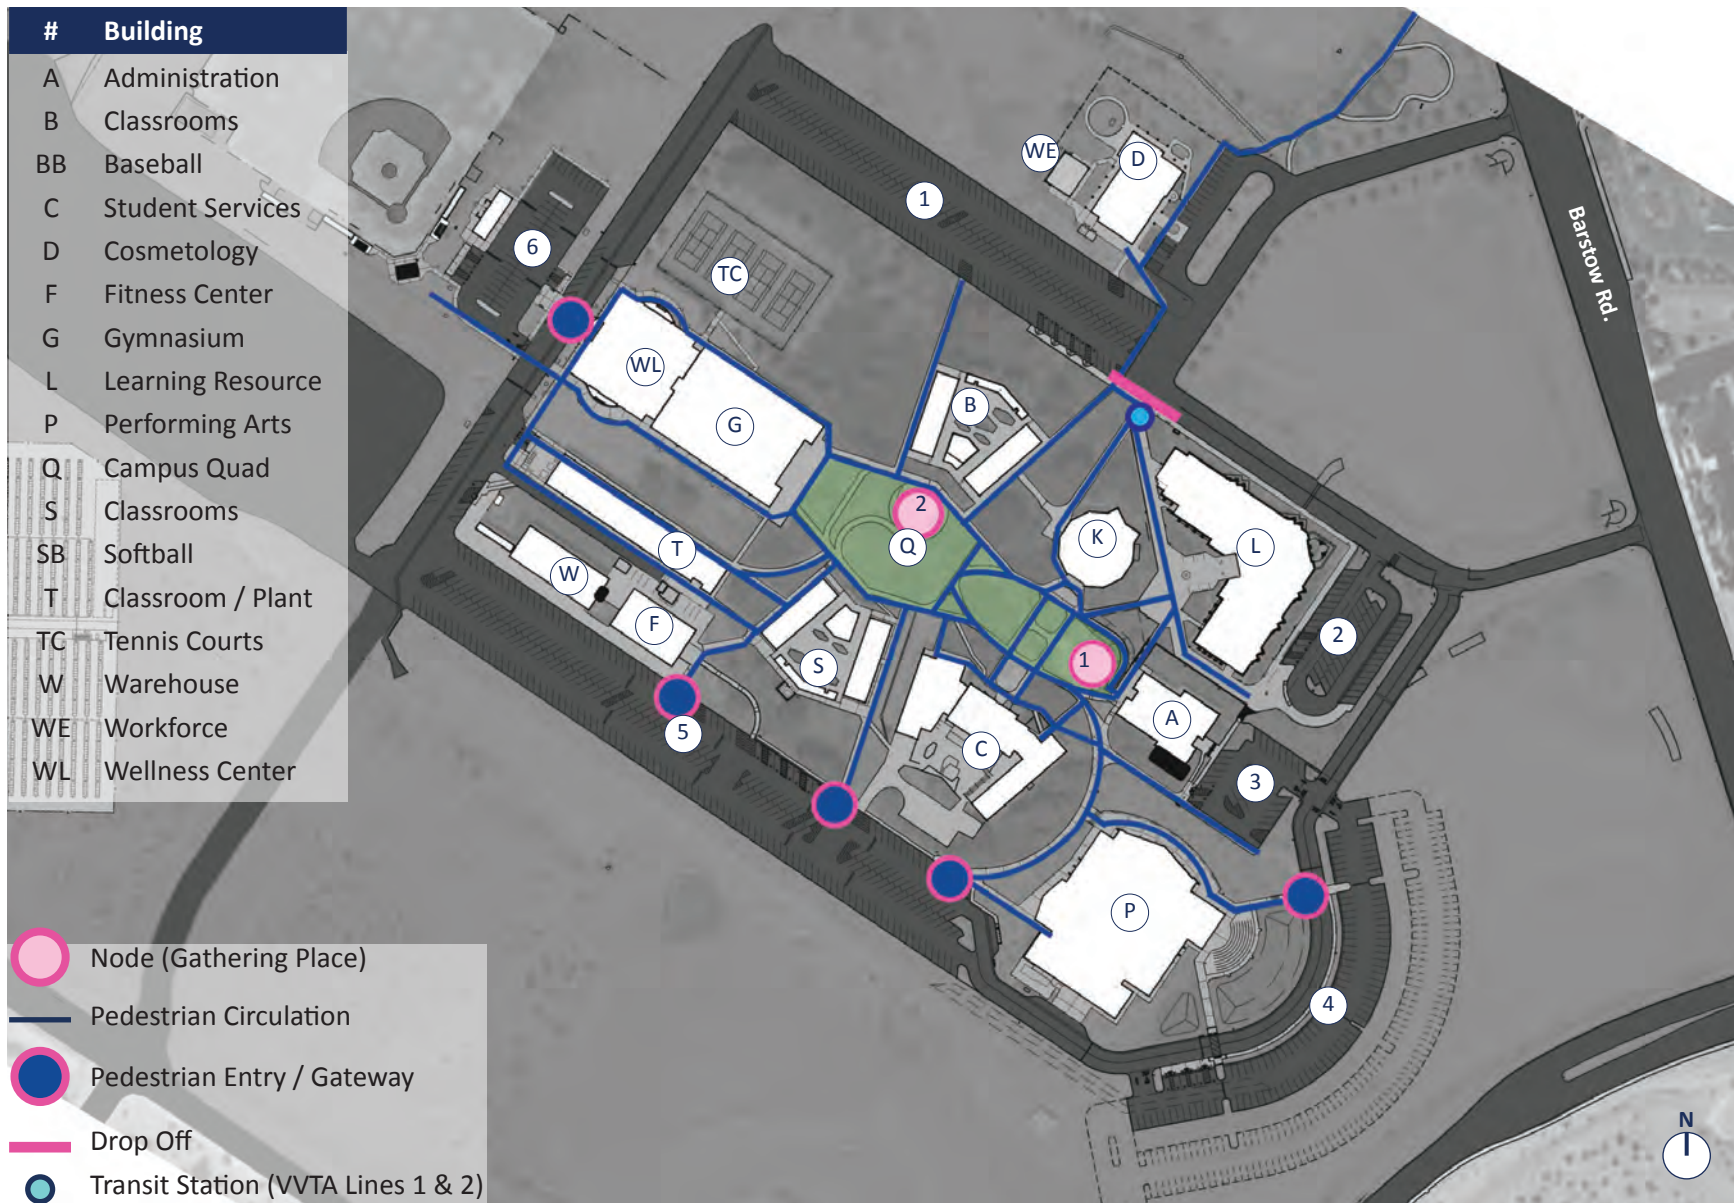 # Building
A Administration
B Classrooms
BB Baseball
C Student Services
D Cosmetology
F Fitness Center
G Gymnasium
L Learning Resource
P Performing Arts
Q Campus Quad
S Classrooms
SB Softball
T Classroom / Plant
TC Tennis Courts
W Warehouse
WE Workforce
WL Wellness Center
Node (Gathering Place)
Pedestrian Circulation
Pedestrian Entry / Gateway
Drop Off
Transit Station (VVTA Lines 1 & 2)
WE
D
1
6
TC
Barstow Rd.
WL
G
B
2
Q
K
L
T
W
F
S
1
2
5
C
A
3
P
4
N